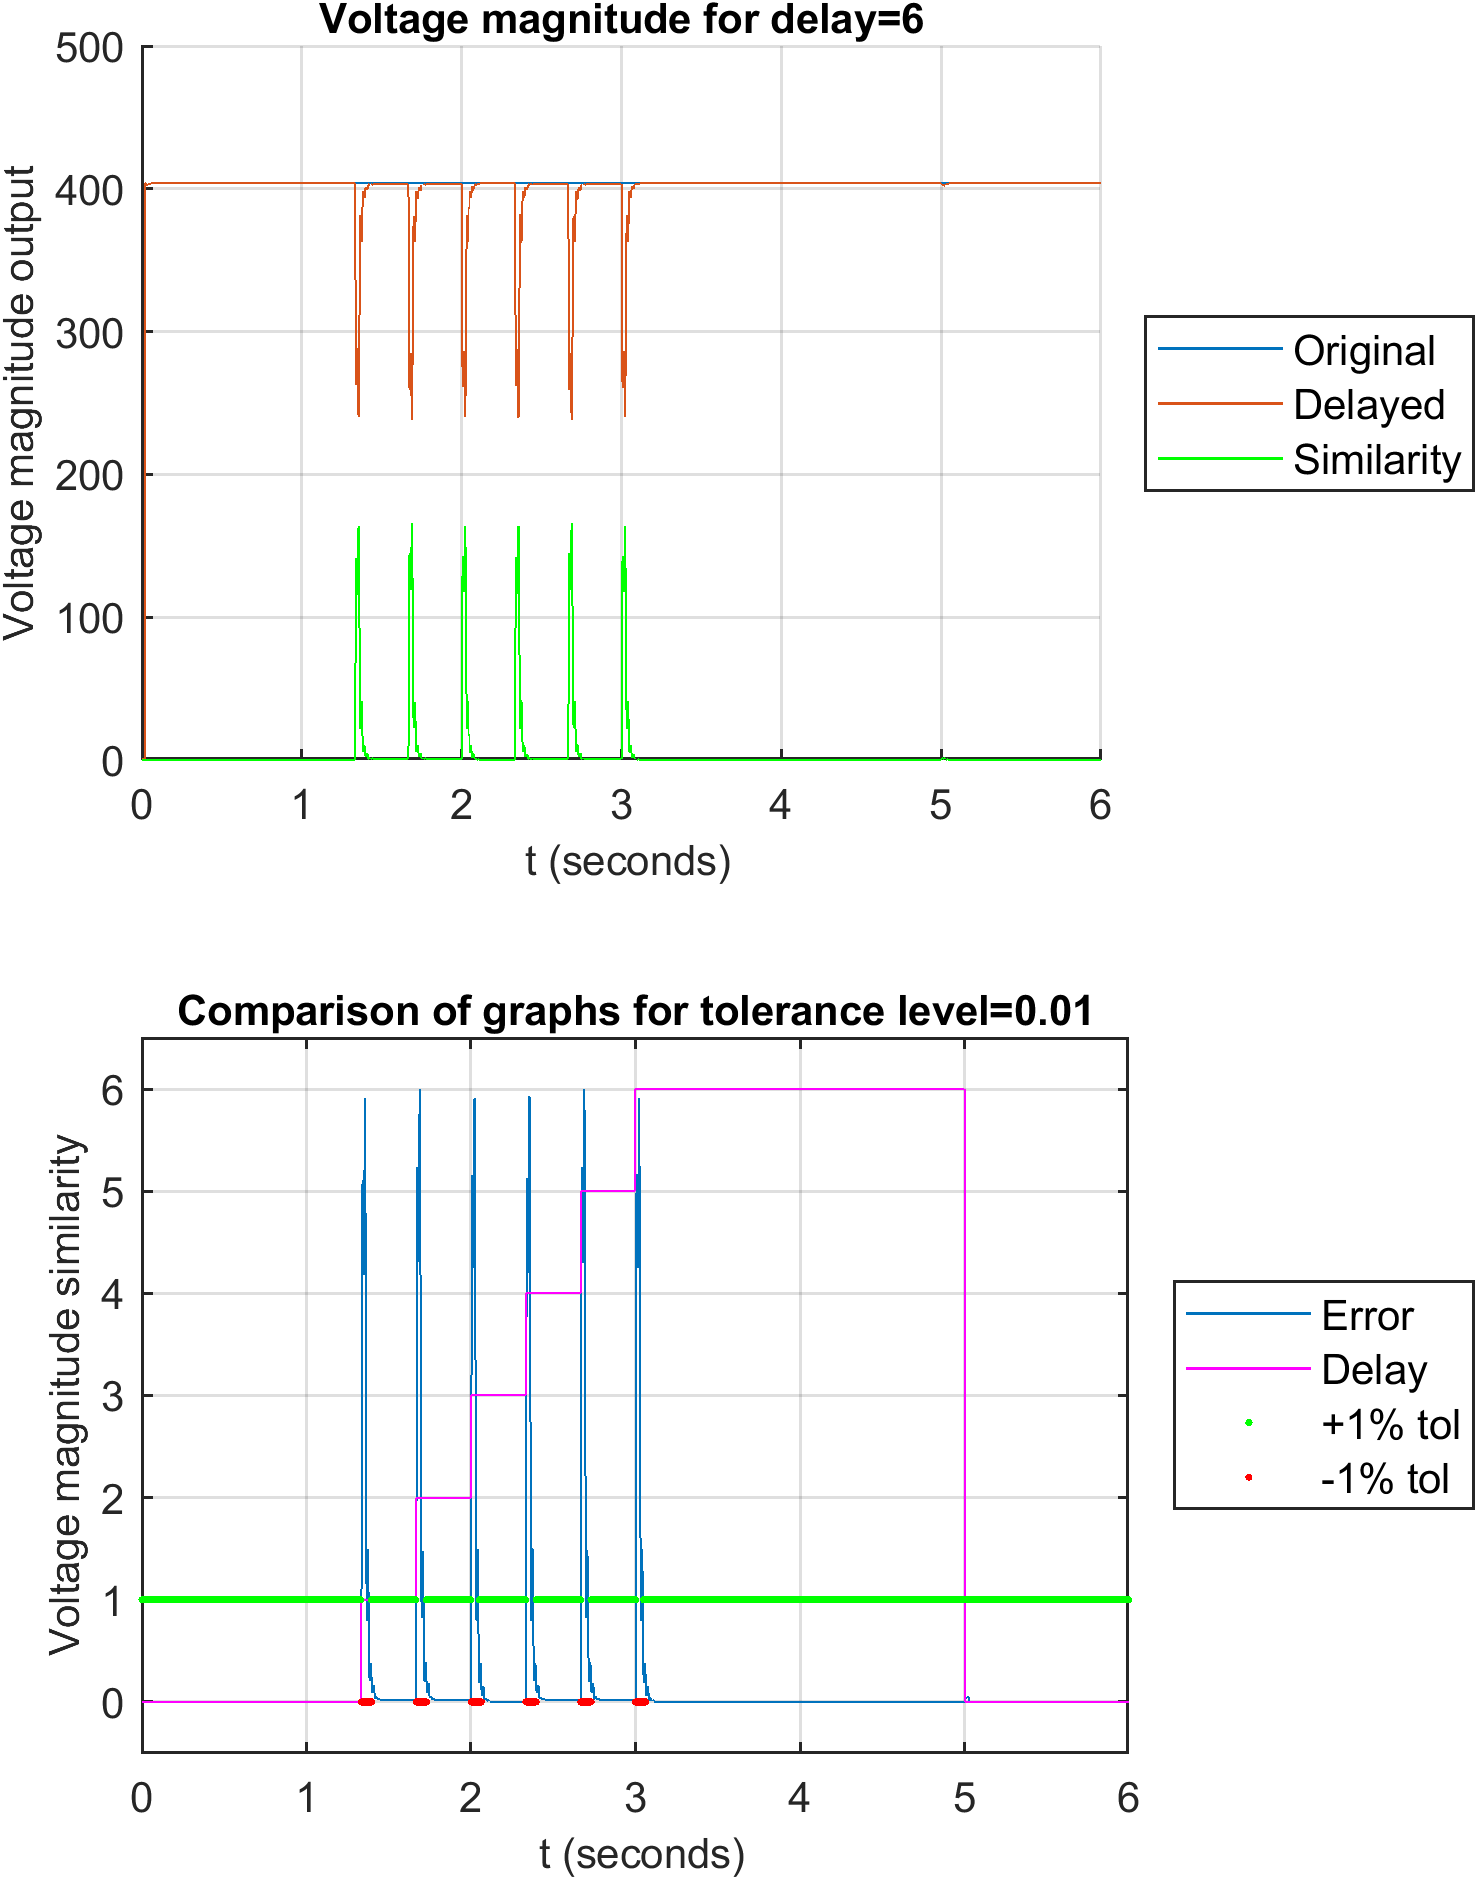 Voltage magnitude for delay=6
Voltage magnitude output
500
400
300
200
100
0
0 1 2 3 4 5 6
t (seconds)
Original
Delayed
Similarity
Comparison of graphs for tolerance level=0.01
Voltage magnitude similarity
6
5
4
3
2
1
0
0 1 2 3 4 5 6
t (seconds)
Error
Delay
+1% tol
-1% tol